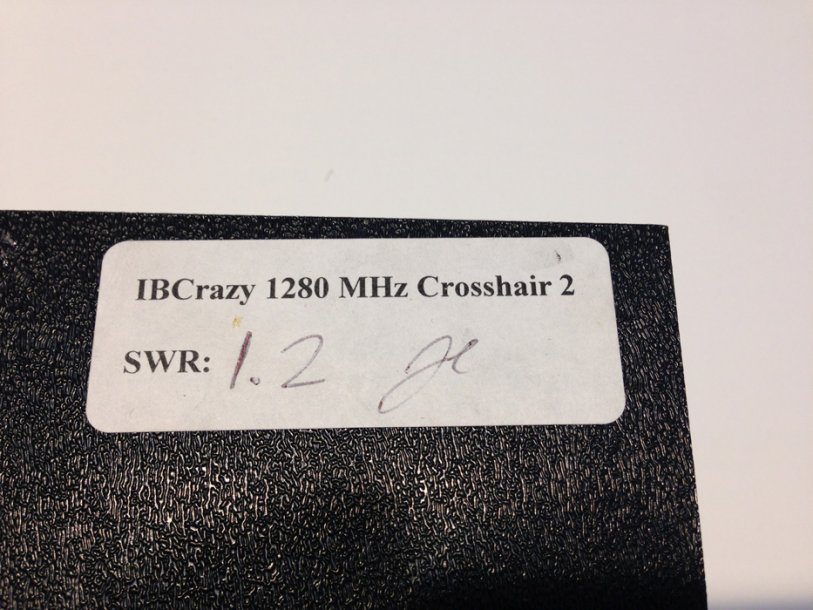 IBCrazy 1280 MHz Crosshair 2
SWR: 1.2